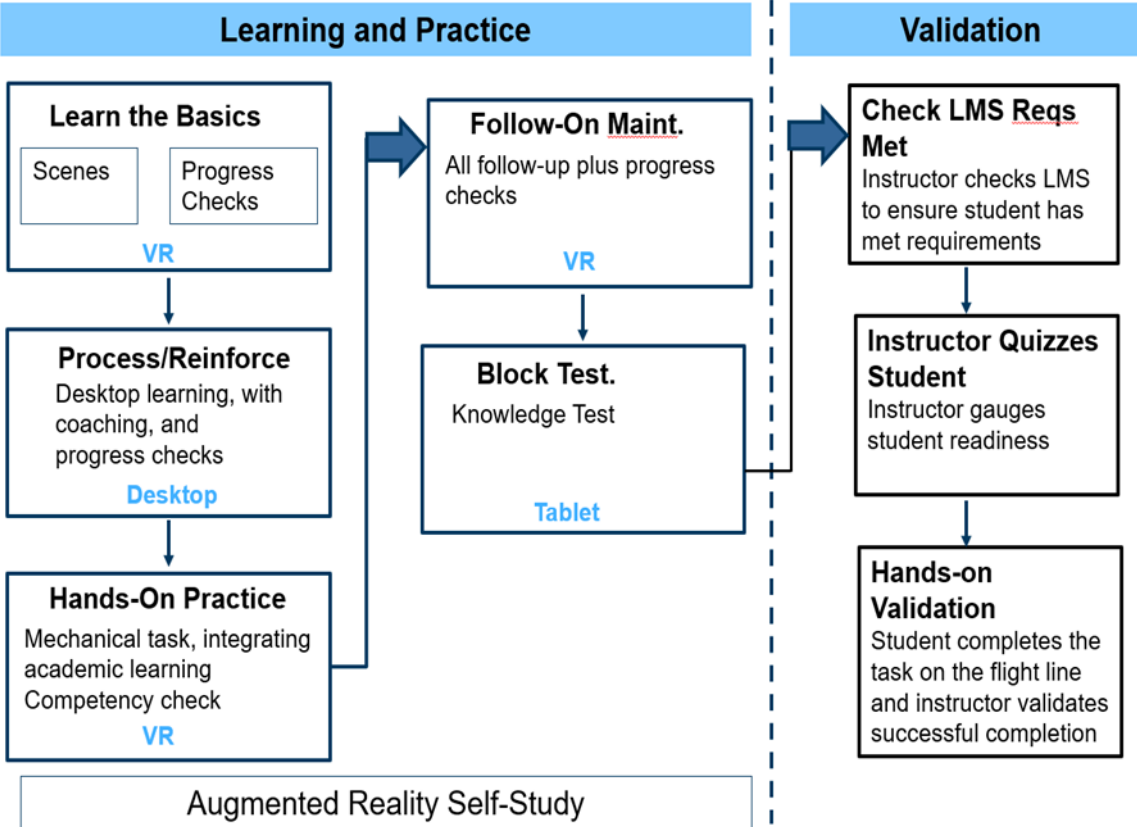 Learning and Practice
Validation
Learn the Basics
Scenes
Progress
Checks
VR
Process/Reinforce
Desktop learning, with
coaching, and
progress checks
Desktop
Hands-On Practice
Mechanical task, integrating
academic learning
Competency check
VR
Follow-On Maint.
All follow-up plus progress
checks
VR
Block Test.
Knowledge Test
Tablet
Augmented Reality Self-Study
Check LMS Reqs
Met
Instructor checks LMS
to ensure student has
met requirements
Instructor Quizzes
Student
Instructor gauges
student readiness
Hands-on
Validation
Student completes the
task on the flight line
and instructor validates
successful completion